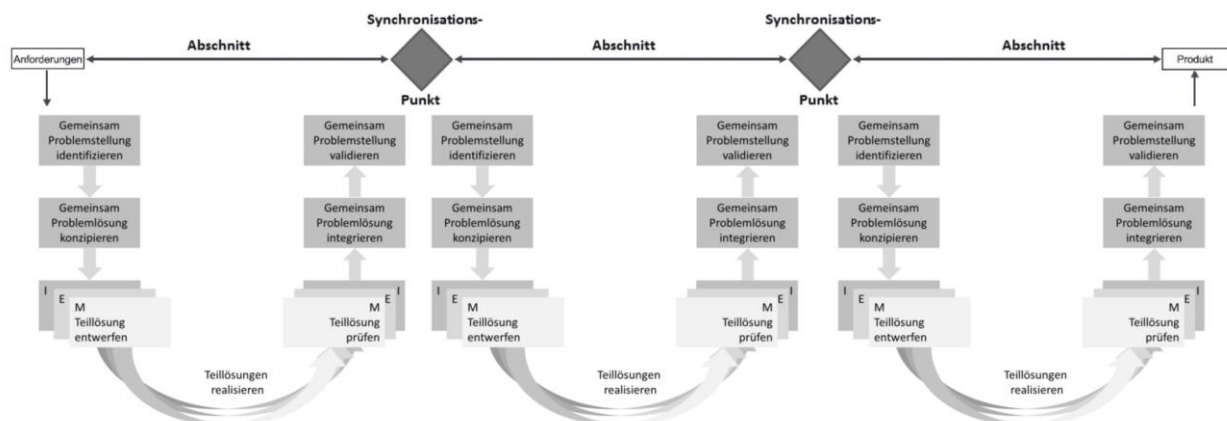 Synchronisations-
Synchronisations-
Abschnitt
Abschnitt
Abschnitt
Anforderungen
Produkt
Punkt
Punkt
Gemeinsam
Problemstellung
identifizieren
Gemeinsam
Problemstellung
validieren
Gemeinsam
Problemstellung
identifizieren
Gemeinsam
Problemstellung
validieren
Gemeinsam
Problemstellung
identifizieren
Gemeinsam
Problemstellung
validieren
Gemeinsam
Problemlösung
konzipieren
Gemeinsam
Problemlösung
integrieren
Gemeinsam
Problemlösung
konzipieren
Gemeinsam
Problemlösung
integrieren
Gemeinsam
Problemlösung
konzipieren
Gemeinsam
Problemlösung
integrieren
I
E
M
Teillösung
entwerfen
I
E
M
Teillösung
prüfen
I
E
M
Teillösung
entwerfen
I
E
M
Teillösung
prüfen
I
E
M
Teillösung
entwerfen
I
E
M
Teillösung
prüfen
Teillösungen
realisieren
Teillösungen
realisieren
Teillösungen
realisieren